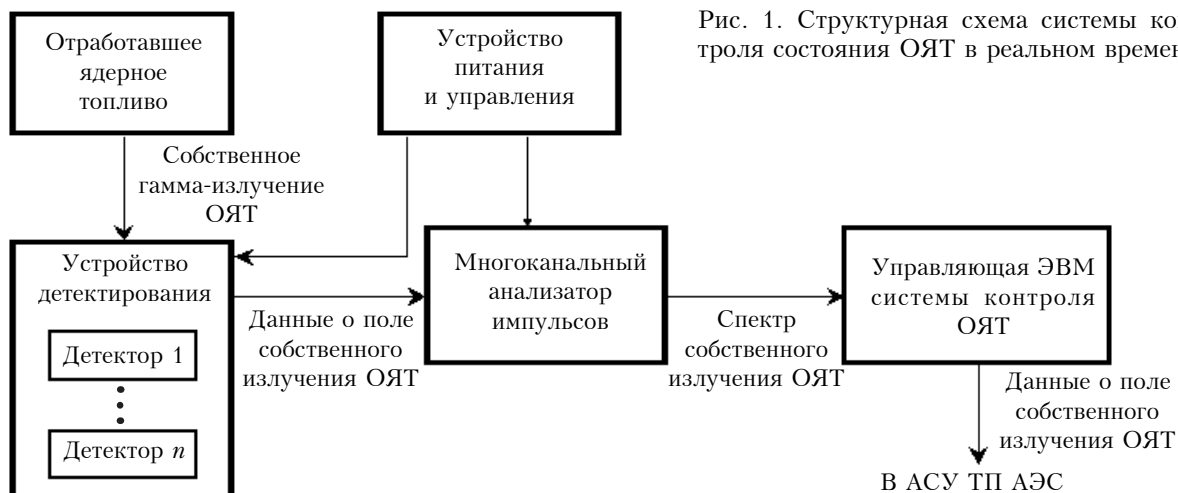 Рис. 1. Структурная схема системы кон
троля состояния ОЯТ в реальном времен
Отработавшее
ядерное
топливо
Устройство
питания
и управления
Собственное
гамма-излучение
ОЯТ
Устройство
детектирования
Детектор 1
Детектор n
Данные о поле
собственного
излучения ОЯТ
Многоканальный
анализатор
импульсов
Спектр
собственного
излучения ОЯТ
Управляющая ЭВМ
системы контроля
ОЯТ
Данные о поле
собственного
излучения ОЯТ
В АСУ ТП АЭС